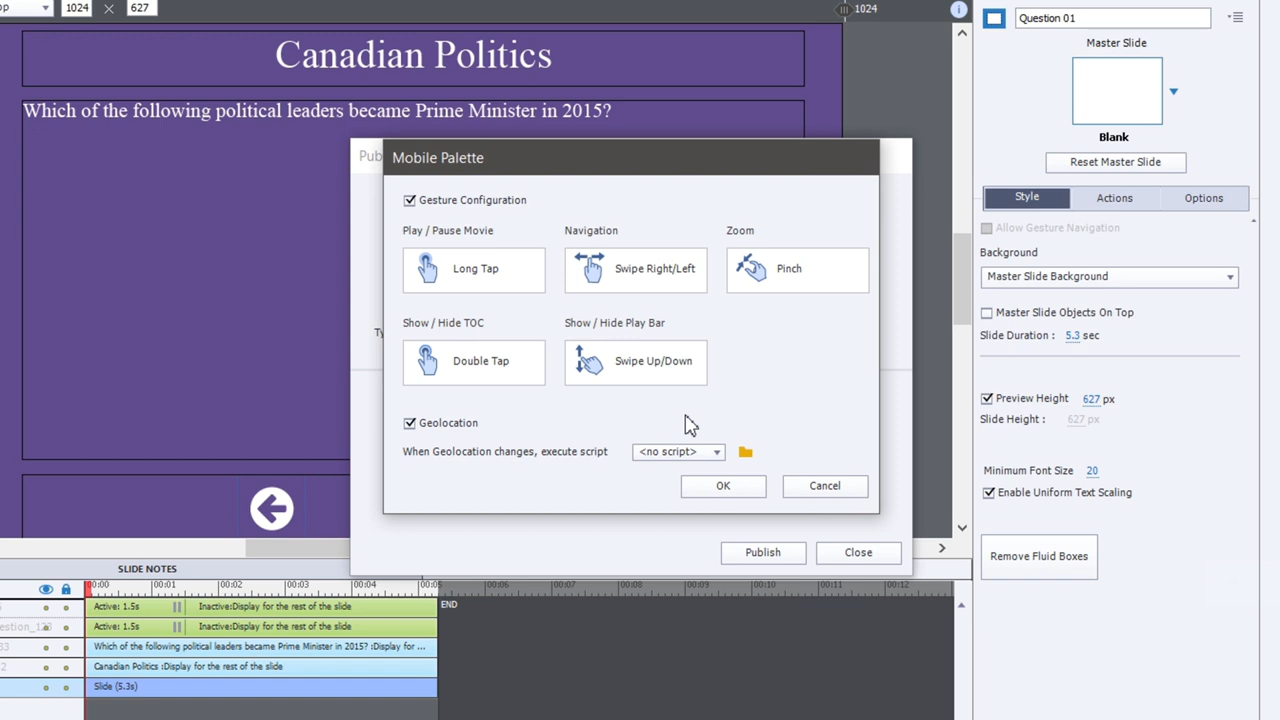 op 1024 × 627 1024
Question 01
Master Slide
Blank
Reset Master Slide
Style Actions Options
Allow Gesture Navigation
Background
Master Slide Background
Master Slide Objects On Top
Slide Duration : 5.3 sec
Preview Height 627 px
Slide Height : 627 px
Minimum Font Size 20
Enable Uniform Text Scaling
Remove Fluid Boxes
Canadian Politics
Which of the following political leaders became Prime Minister in 2015?
Pub
Ty
Mobile Palette
Gesture Configuration
Play / Pause Movie Navigation Zoom
Long Tap Swipe Right/Left Pinch
Show / Hide TOC Show / Hide Play Bar
Double Tap Swipe Up/Down
Geolocation
When Geolocation changes, execute script <no script>
OK Cancel
Publish Close
SLIDE NOTES
00:00 00:01 00:02 00:03 00:04 00:05 00:06 00:07 00:08 00:09 00:10 00:11 00:12
Active: 1.5s Inactive:Display for the rest of the slide END
Active: 1.5s Inactive:Display for the rest of the slide
Which of the following political leaders became Prime Minister in 2015? :Display for ...
Canadian Politics :Display for the rest of the slide
Slide (5.3s)